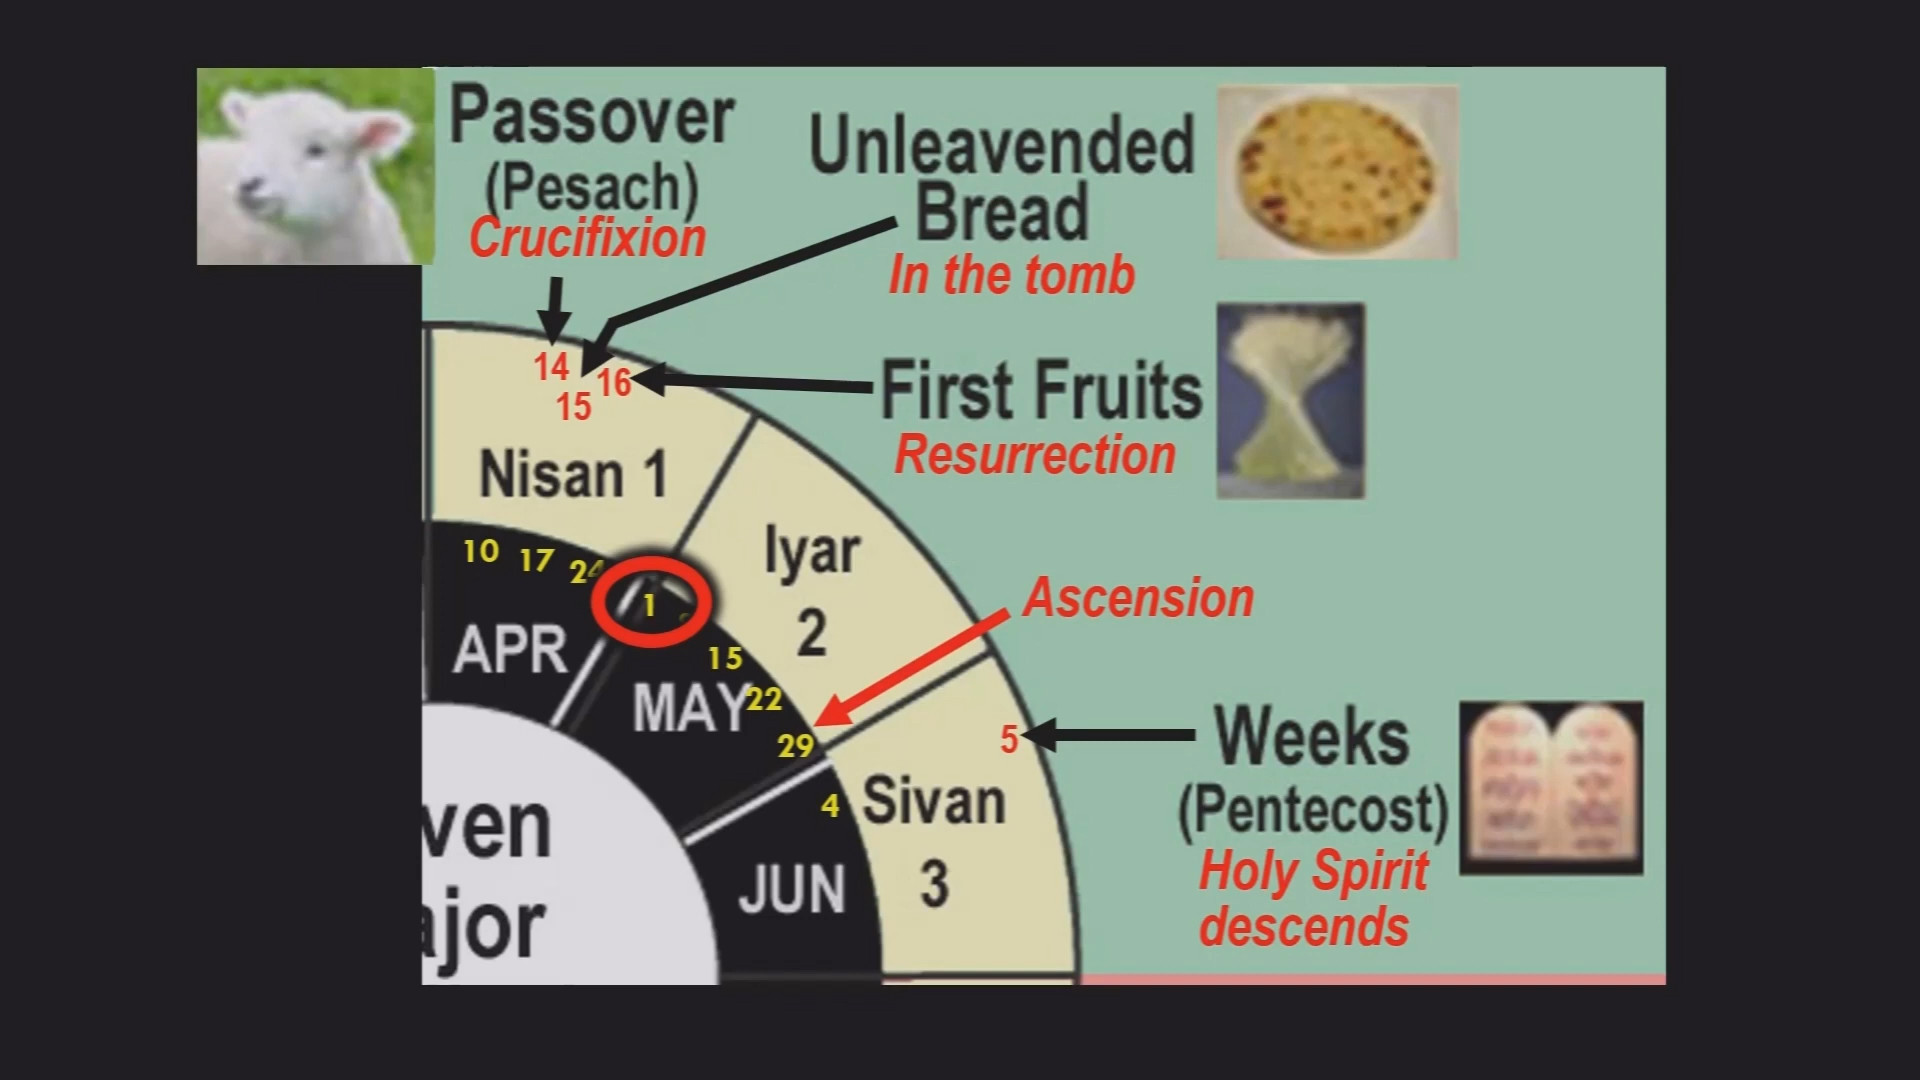 Passover
(Pesach)
Crucifixion
Unleavended
Bread
In the tomb
First Fruits
Resurrection
14
15
16
Nisan 1
Iyar
2
Ascension
10 17 24
1
15
22
29
4
APR
MAY
JUN
5
Sivan
3
Weeks
(Pentecost)
Holy Spirit
descends
ven
ajor